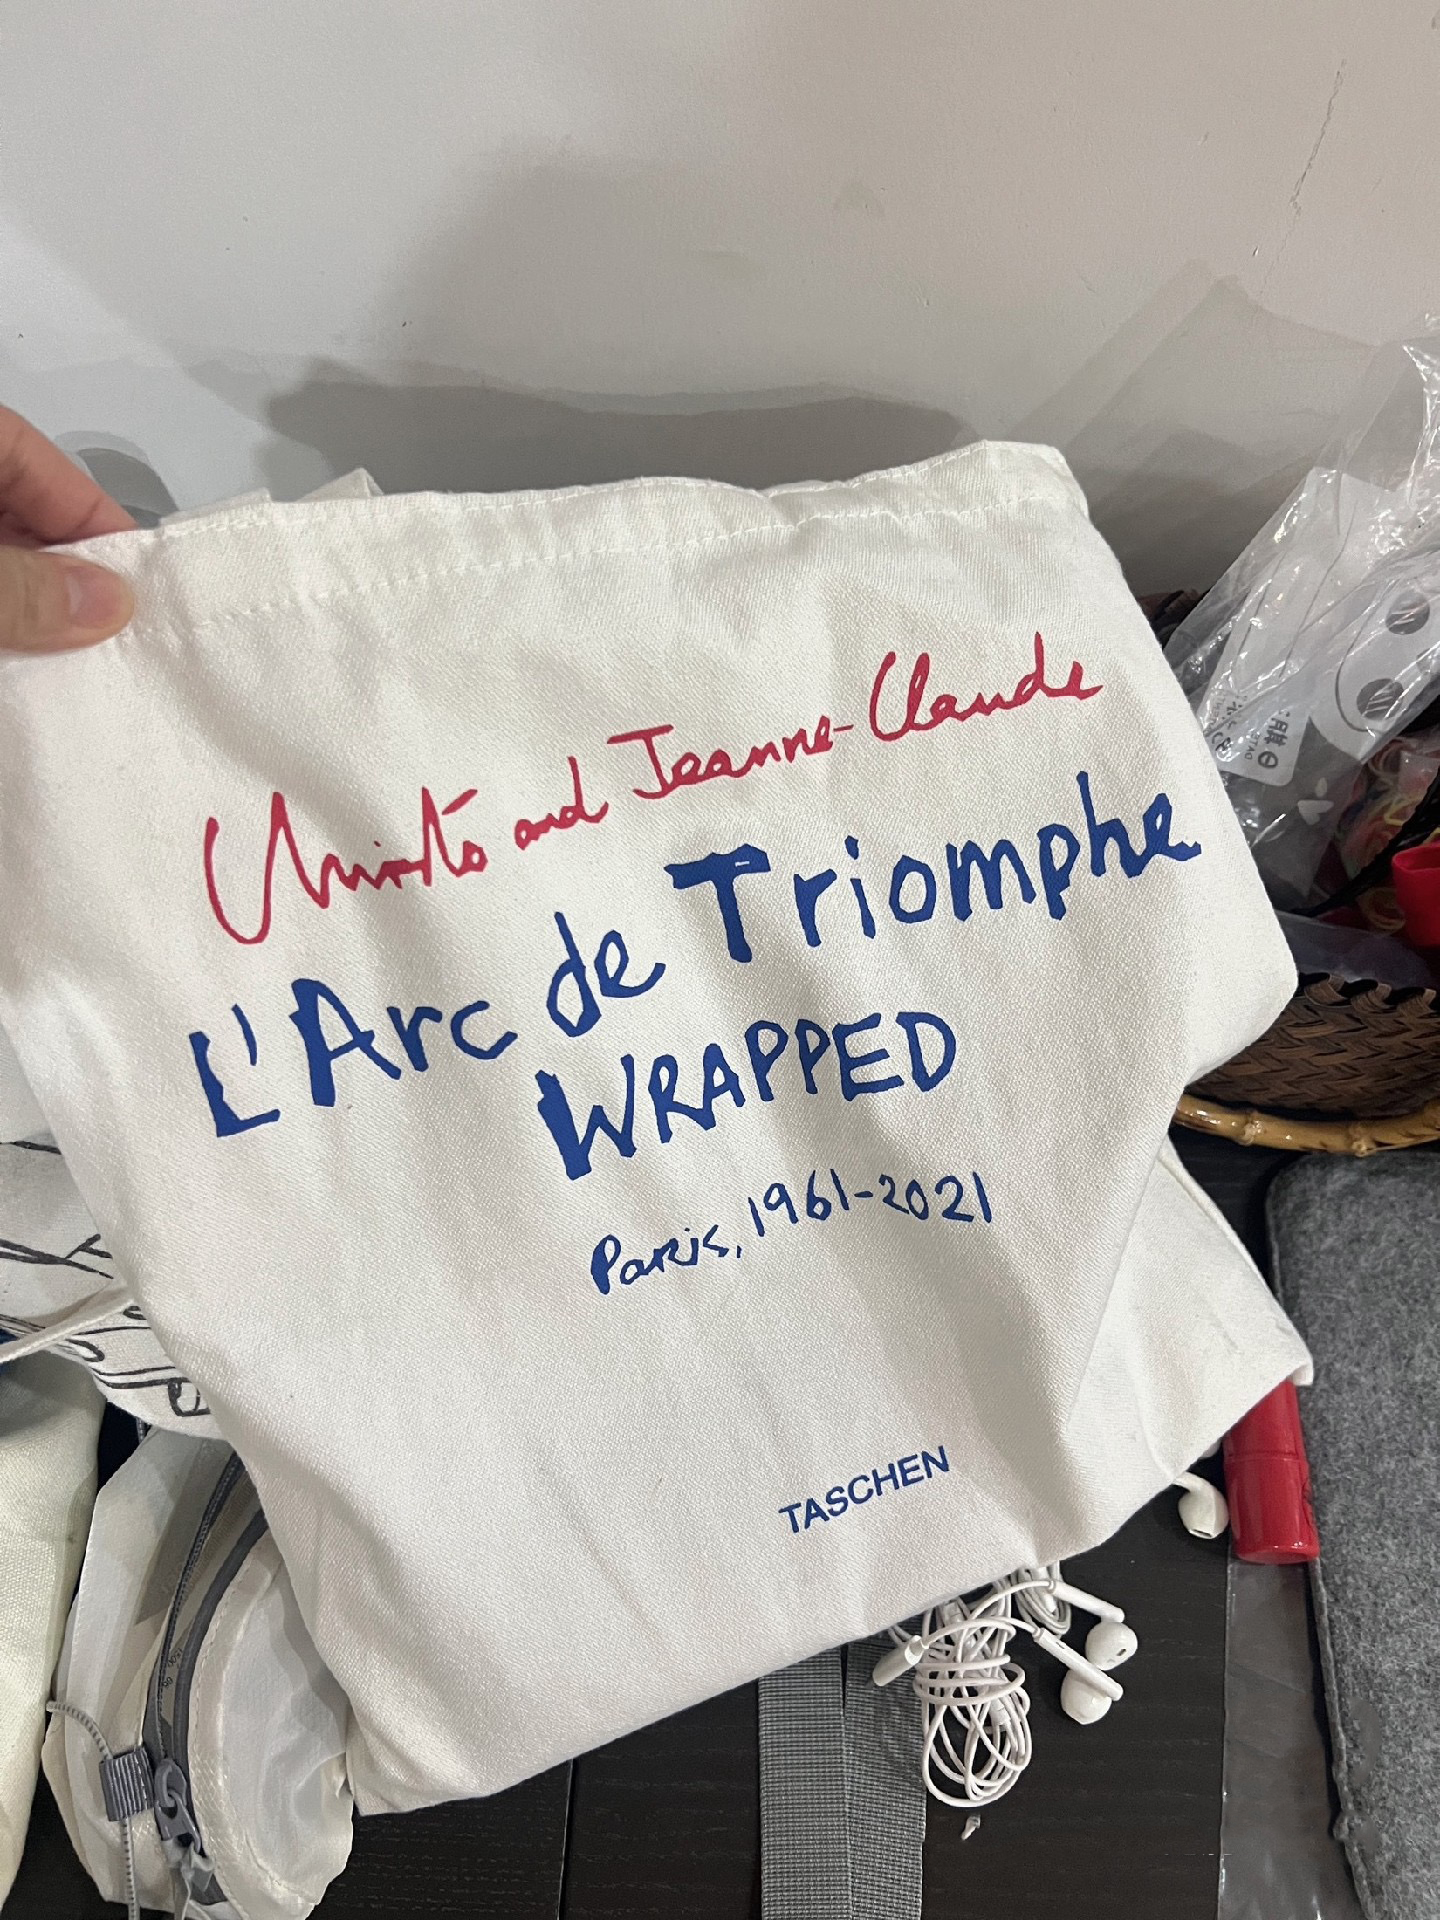 Christo and Jeanne-Claude
L'Arc de Triomphe
WRAPPED
Paris, 1961-2021
TASCHEN